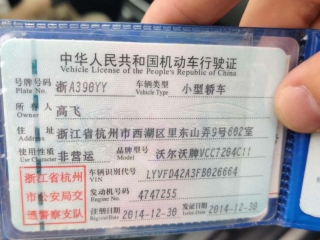 中华人民共和国机动车行驶证
Vehicle License of the People's Republic of China
号牌号码 浙A390YY 车辆类型 小型轿车
Plate No. Vehicle Type
所有人 高飞
Owner
住址 浙江省杭州市西湖区里东山弄9号602室
Address
使用性质 非营运 品牌型号 沃尔沃牌VCC7204C11
Use Character Model
浙江省杭州 车辆识别代号 LYVFD42A3FB026664
VIN
市公安局交 发动机号码 4747255
Engine No.
通警察支队 注册日期 2014-12-30 发证日期 2014-12-30
Register Date Issue Date